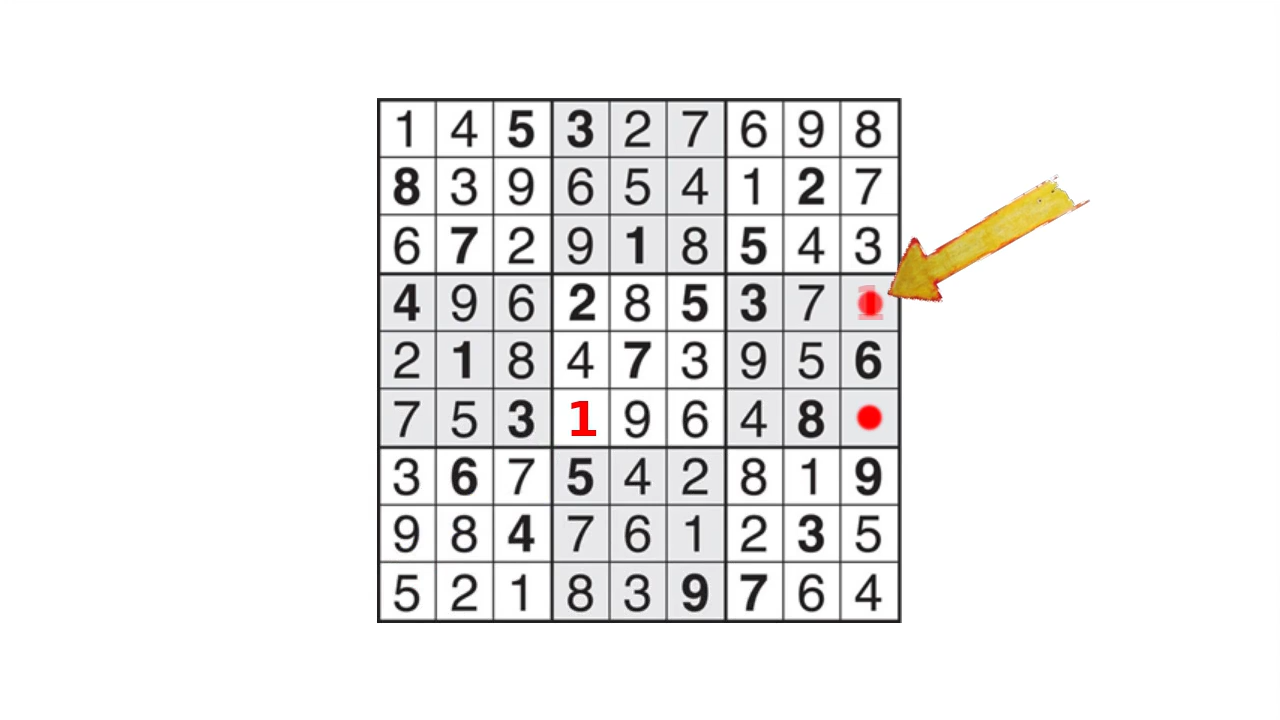 1 4 5 3 2 7 6 9 8
8 3 9 6 5 4 1 2 7
6 7 2 9 1 8 5 4 3
4 9 6 2 8 5 3 7
2 1 8 4 7 3 9 5 6
7 5 3 1 9 6 4 8
3 6 7 5 4 2 8 1 9
9 8 4 7 6 1 2 3 5
5 2 1 8 3 9 7 6 4